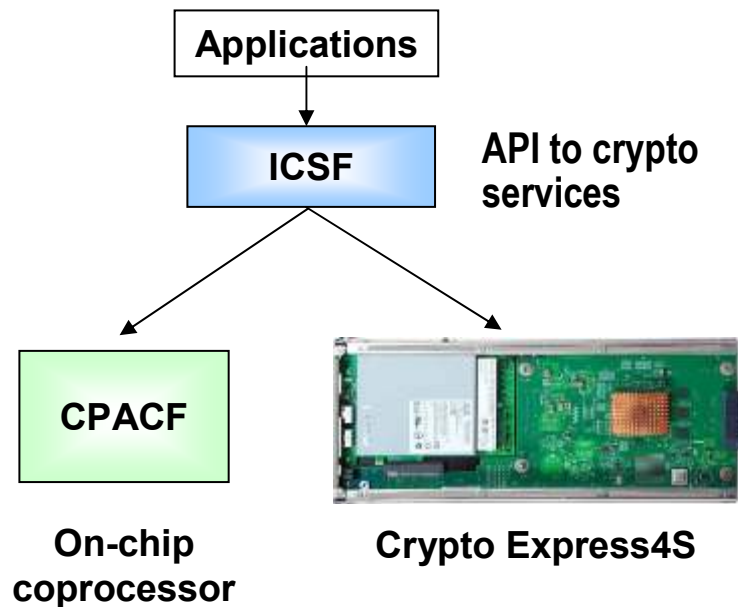 Applications
ICSF
API to crypto
services
CPACF
On-chip
coprocessor
Crypto Express4S